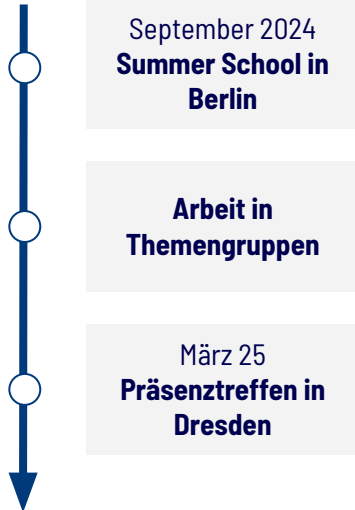 September 2024
Summer School in
Berlin
Arbeit in
Themengruppen
März 25
Präsenztreffen in
Dresden